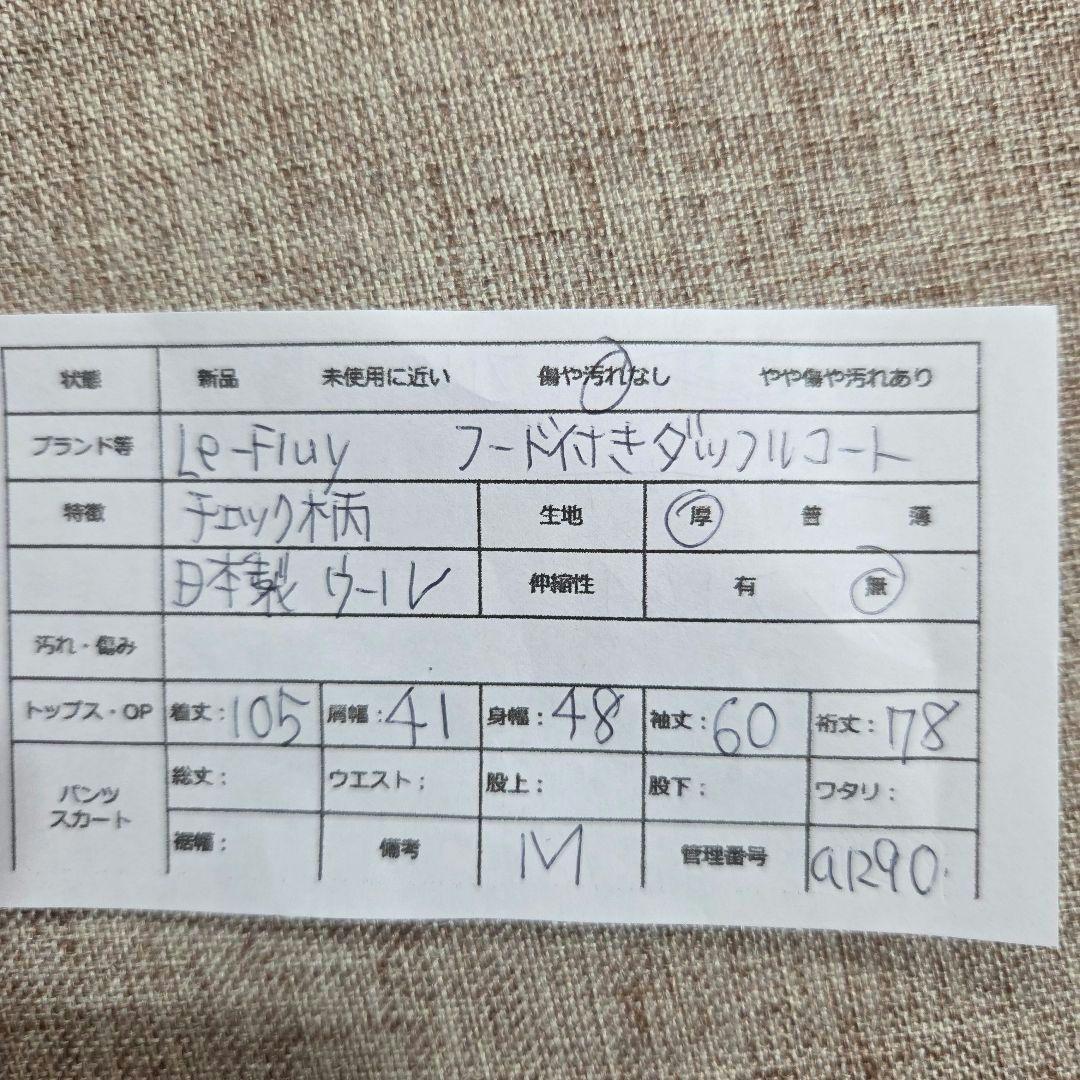 状態 新品 未使用に近い 傷や汚れなし やや傷や汚れあり
ブランド等 Le-Fluy フード付きダッフルコート
特徴 チェック柄 生地 厚 普 薄
日本製 ウール 伸縮性 有 無
汚れ・傷み
トップス・OP 着丈:105 肩幅:41 身幅:48 袖丈:60 裄丈:78
パンツ スカート 総丈: ウエスト: 股上: 股下: ワタリ:
裾幅: 備考 M 管理番号 a1290